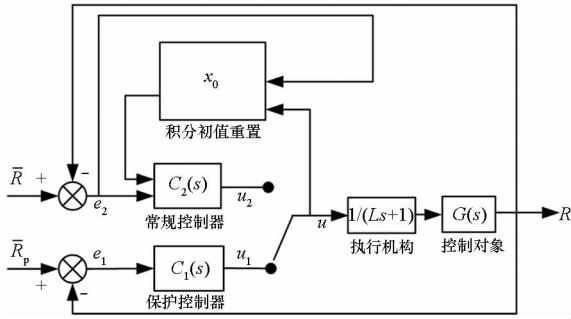 x₀
积分初值重置
R̅ + -
e₂
C₂(s)
u₂
常规控制器
u
1/(Ls+1)
执行机构
G(s)
控制对象
R
R̅ₚ + -
e₁
C₁(s)
u₁
保护控制器